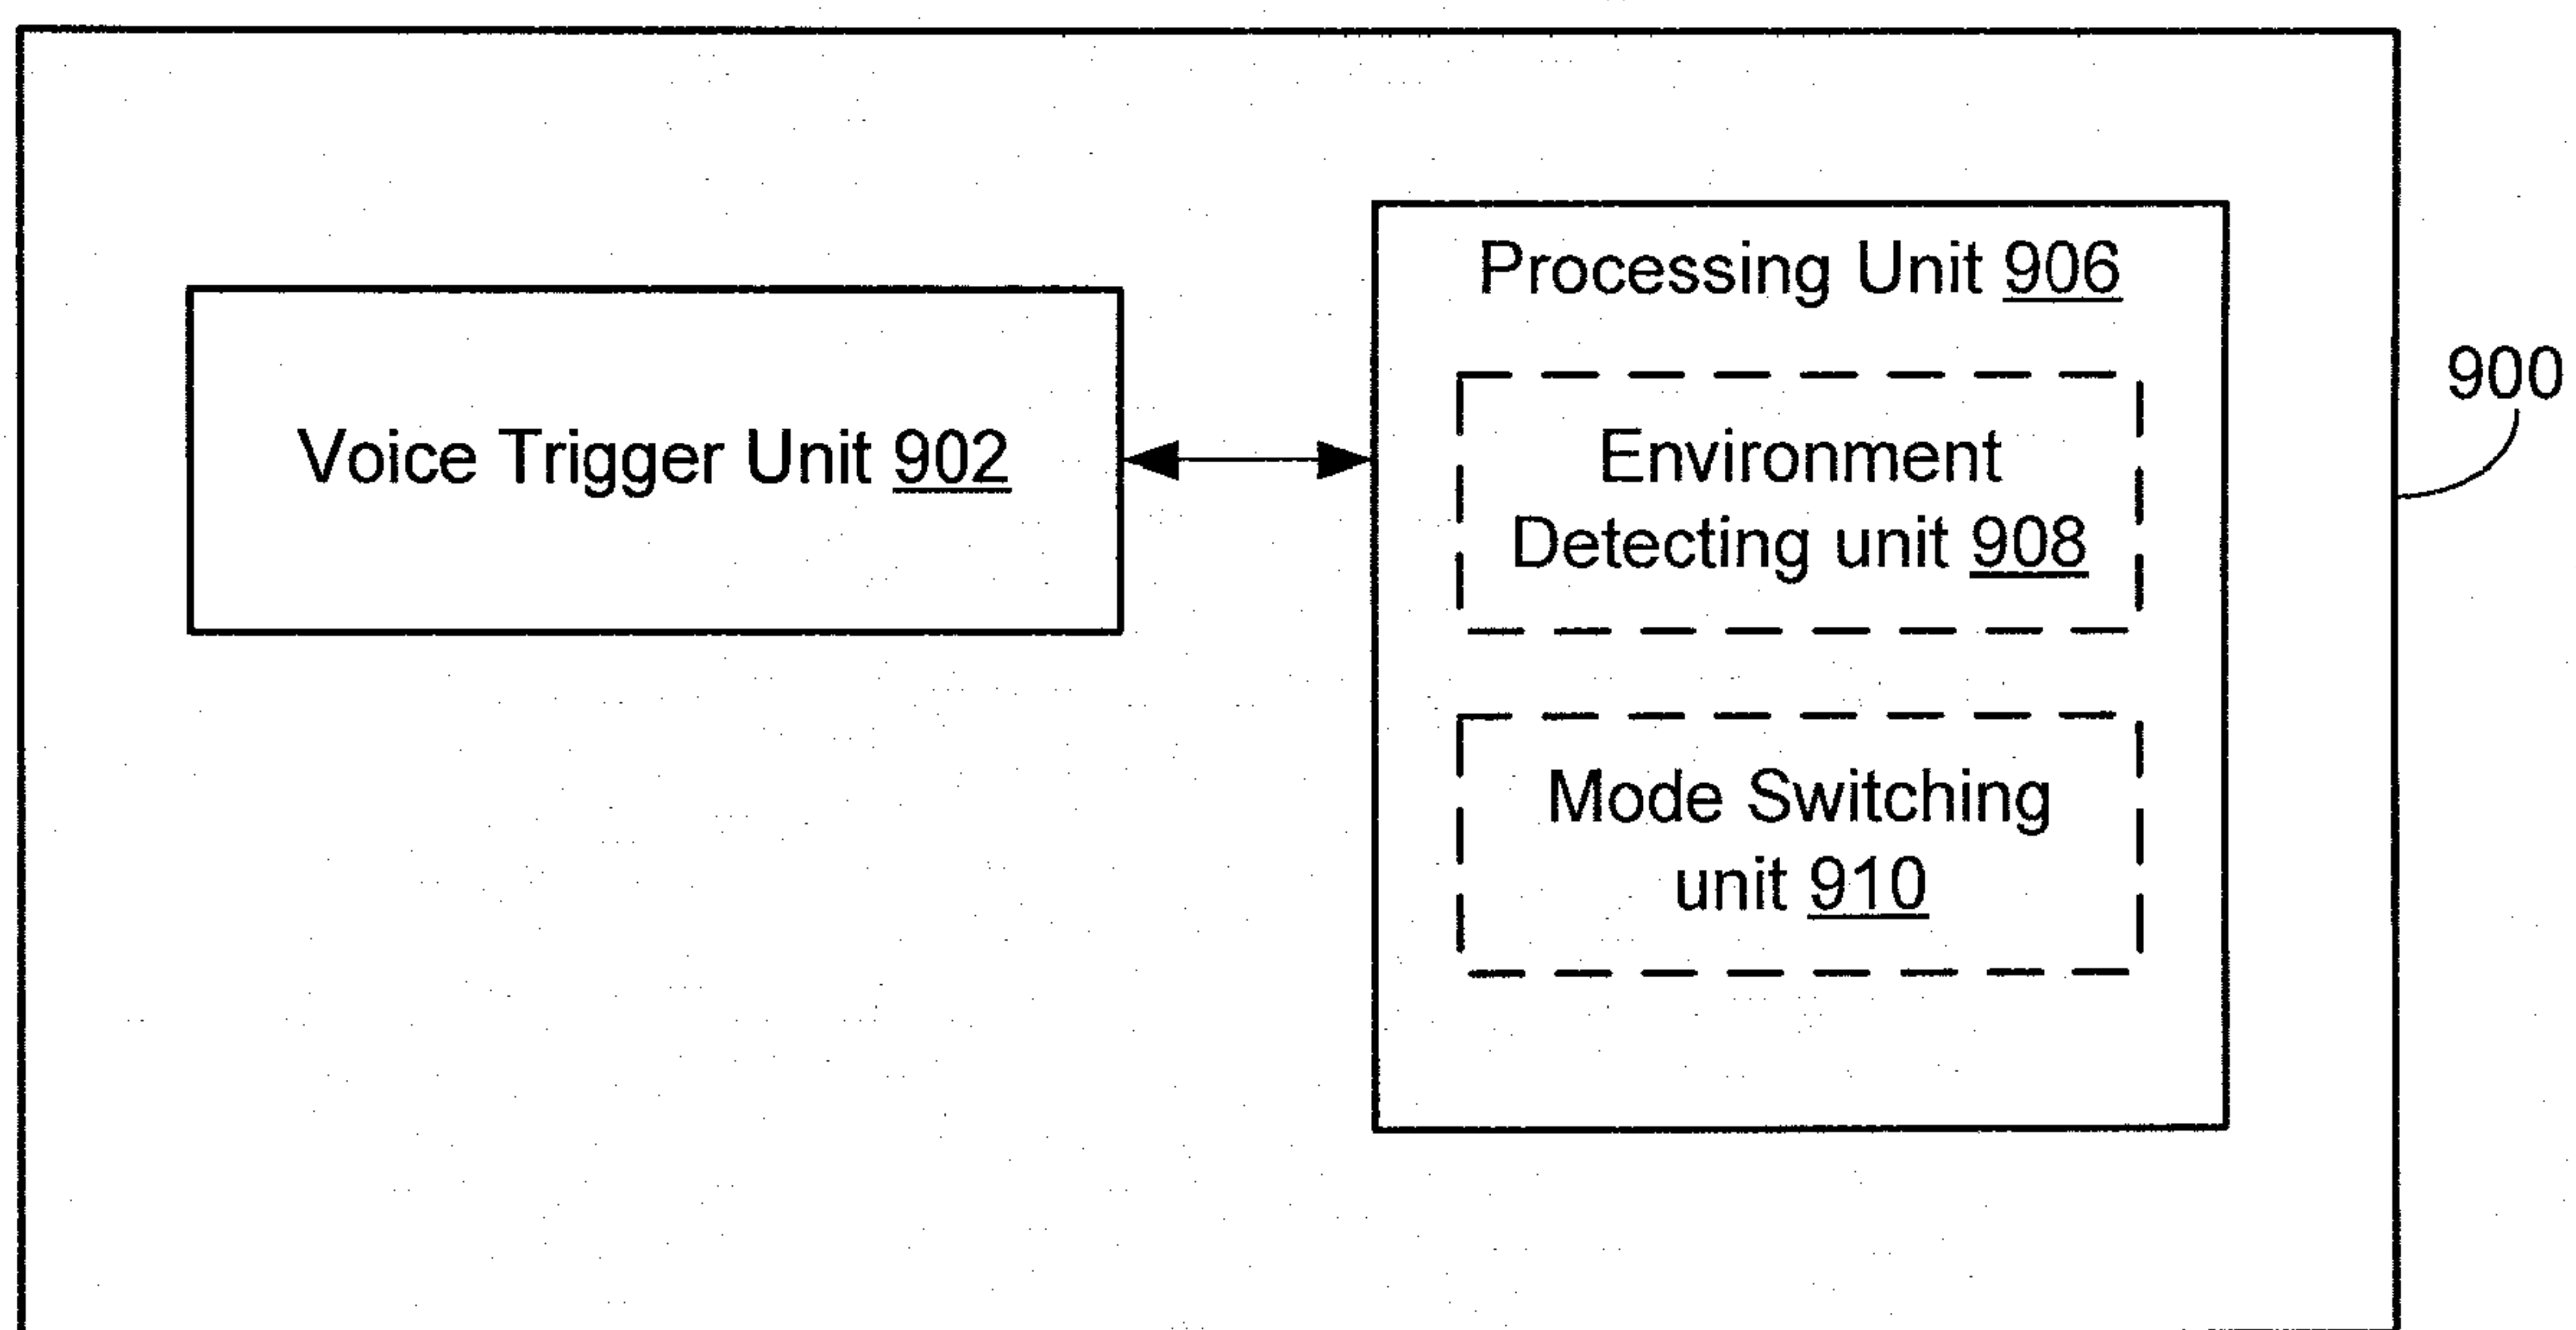 Processing Unit 906
900
Voice Trigger Unit 902
Environment
Detecting unit 908
Mode Switching
unit 910